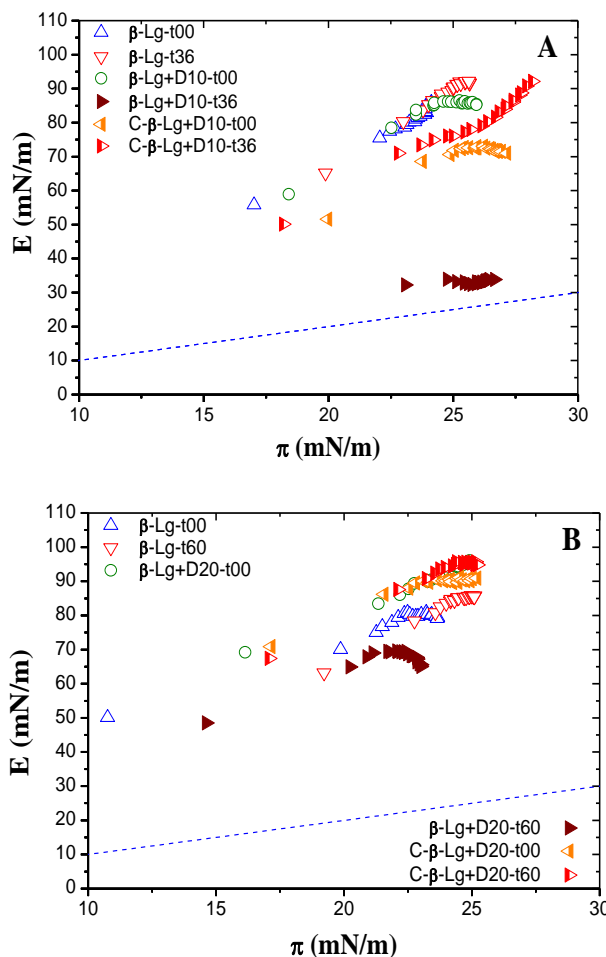 110
A
β-Lg-t00
100
β-Lg-t36
90
β-Lg+D10-t00
80
β-Lg+D10-t36
70
C-β-Lg+D10-t00
60
C-β-Lg+D10-t36
50
40
30
20
10
0
E (mN/m)
10 15 20 25 30
π (mN/m)
110
B
β-Lg-t00
100
β-Lg-t60
90
β-Lg+D20-t00
80
70
60
50
40
30
20
10
0
E (mN/m)
β-Lg+D20-t60
C-β-Lg+D20-t00
C-β-Lg+D20-t60
10 15 20 25 30
π (mN/m)